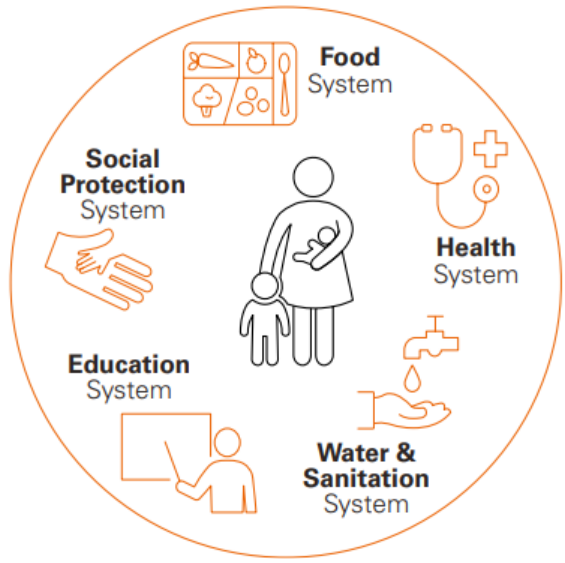 Food
System
Health
System
Water &
Sanitation
System
Education
System
Social
Protection
System